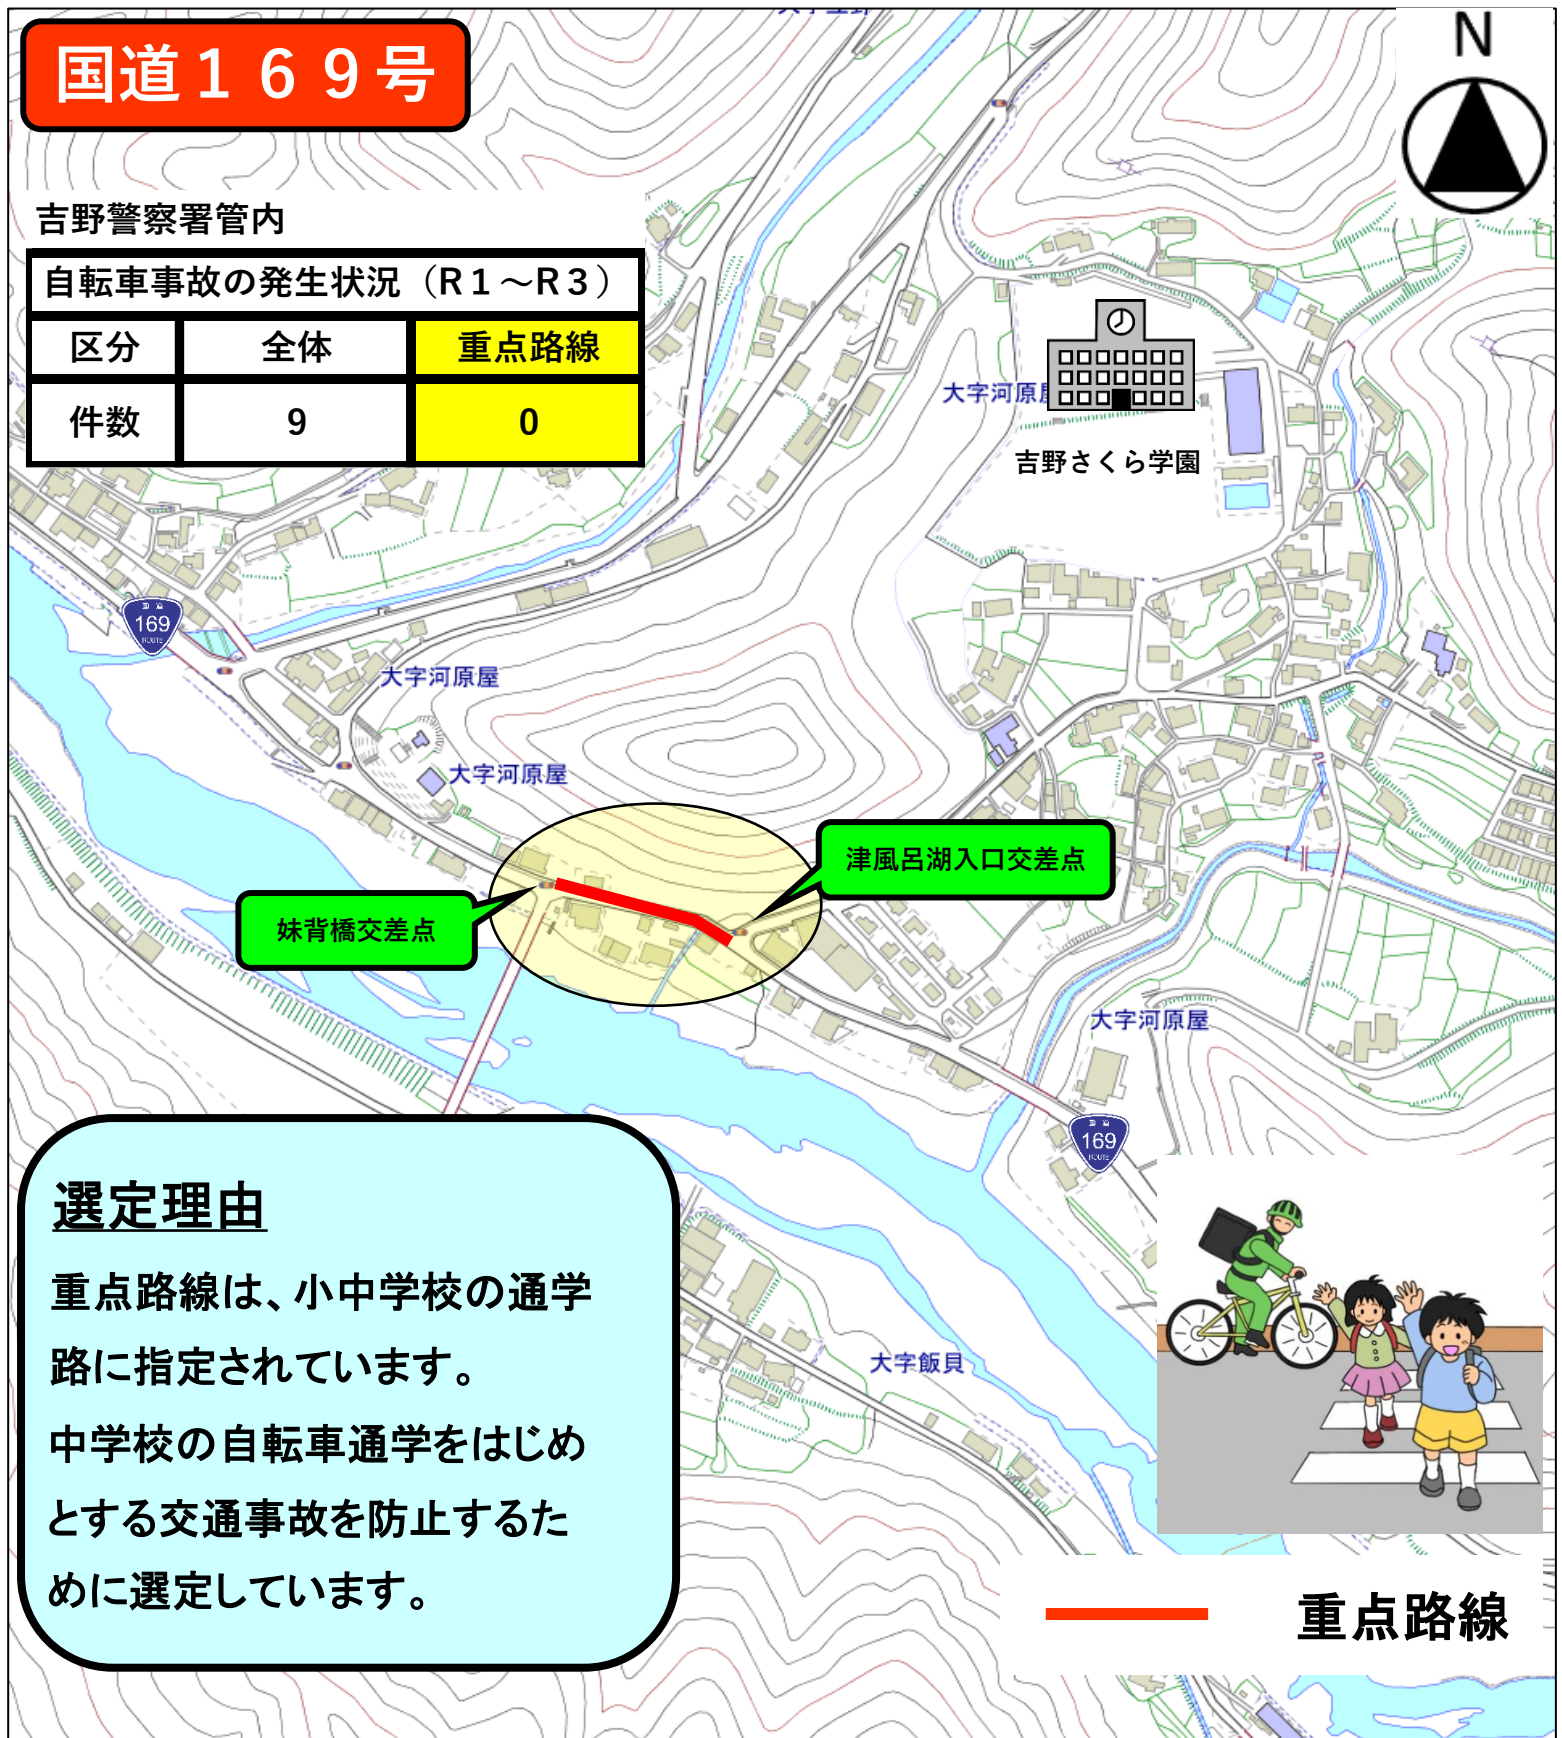 国道１６９号
N
吉野警察署管内
自転車事故の発生状況（R１～R３）
区分 全体 重点路線
件数 9 0
大字河原屋
吉野さくら学園
国道
169
ROUTE
大字河原屋
大字河原屋
津風呂湖入口交差点
妹背橋交差点
大字河原屋
国道
169
ROUTE
選定理由
重点路線は、小中学校の通学
路に指定されています。
中学校の自転車通学をはじめ
とする交通事故を防止するた
めに選定しています。
大字飯貝
重点路線